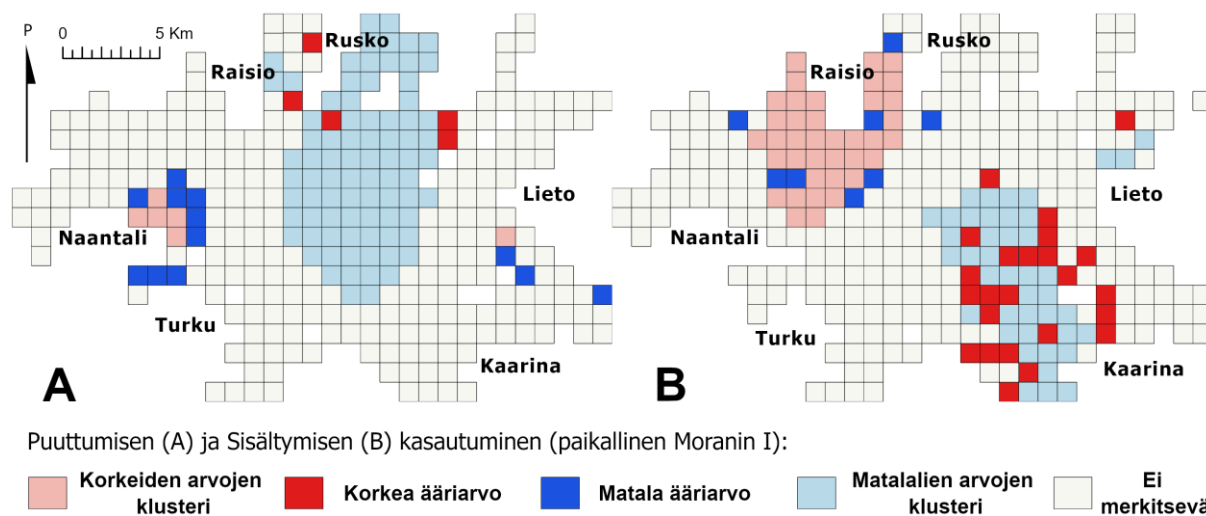 P
0
5 Km
Rusko
Raisio
Lieto
Naantali
Turku
Kaarina
A
Rusko
Raisio
Lieto
Naantali
Turku
Kaarina
B
Puuttumisen (A) ja Sisältymisen (B) kasautuminen (paikallinen Moranin I):
Korkeiden arvojen
klusteri
Korkea ääriarvo
Matala ääriarvo
Matalalien arvojen
klusteri
Ei
merkitsevä